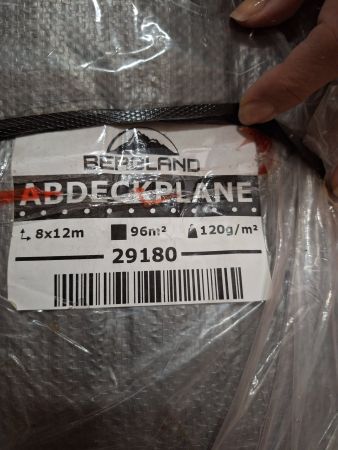 BERGLAND
ABDECKPLANE
8x12m 96m² 120g/m²
29180